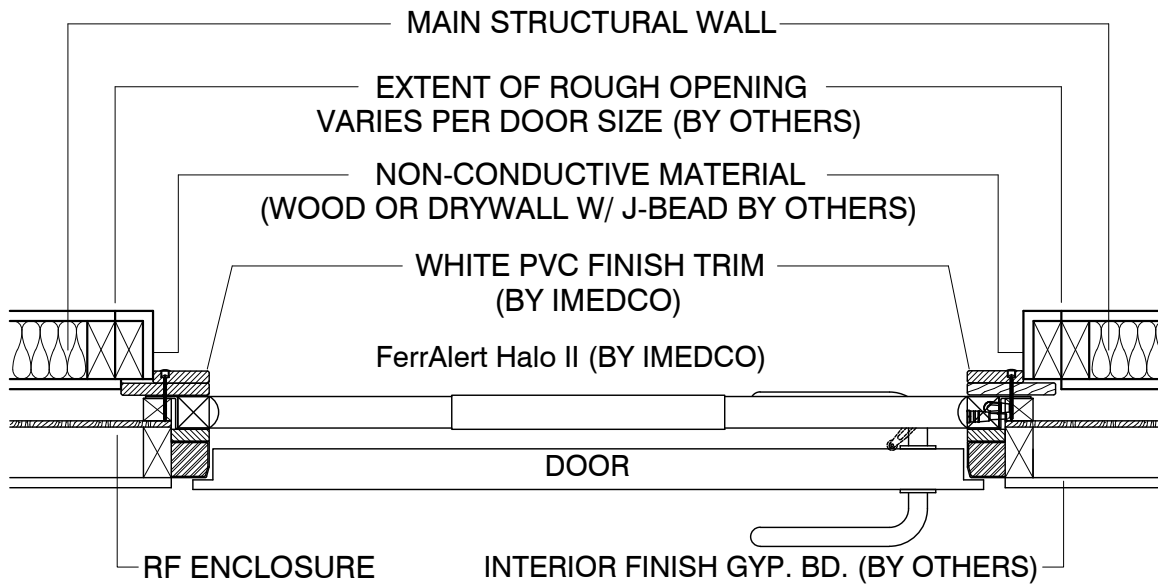 MAIN STRUCTURAL WALL
EXTENT OF ROUGH OPENING
VARIES PER DOOR SIZE (BY OTHERS)
NON-CONDUCTIVE MATERIAL
(WOOD OR DRYWALL W/ J-BEAD BY OTHERS)
WHITE PVC FINISH TRIM
(BY IMEDCO)
FerrAlert Halo II (BY IMEDCO)
DOOR
RF ENCLOSURE
INTERIOR FINISH GYP. BD. (BY OTHERS)